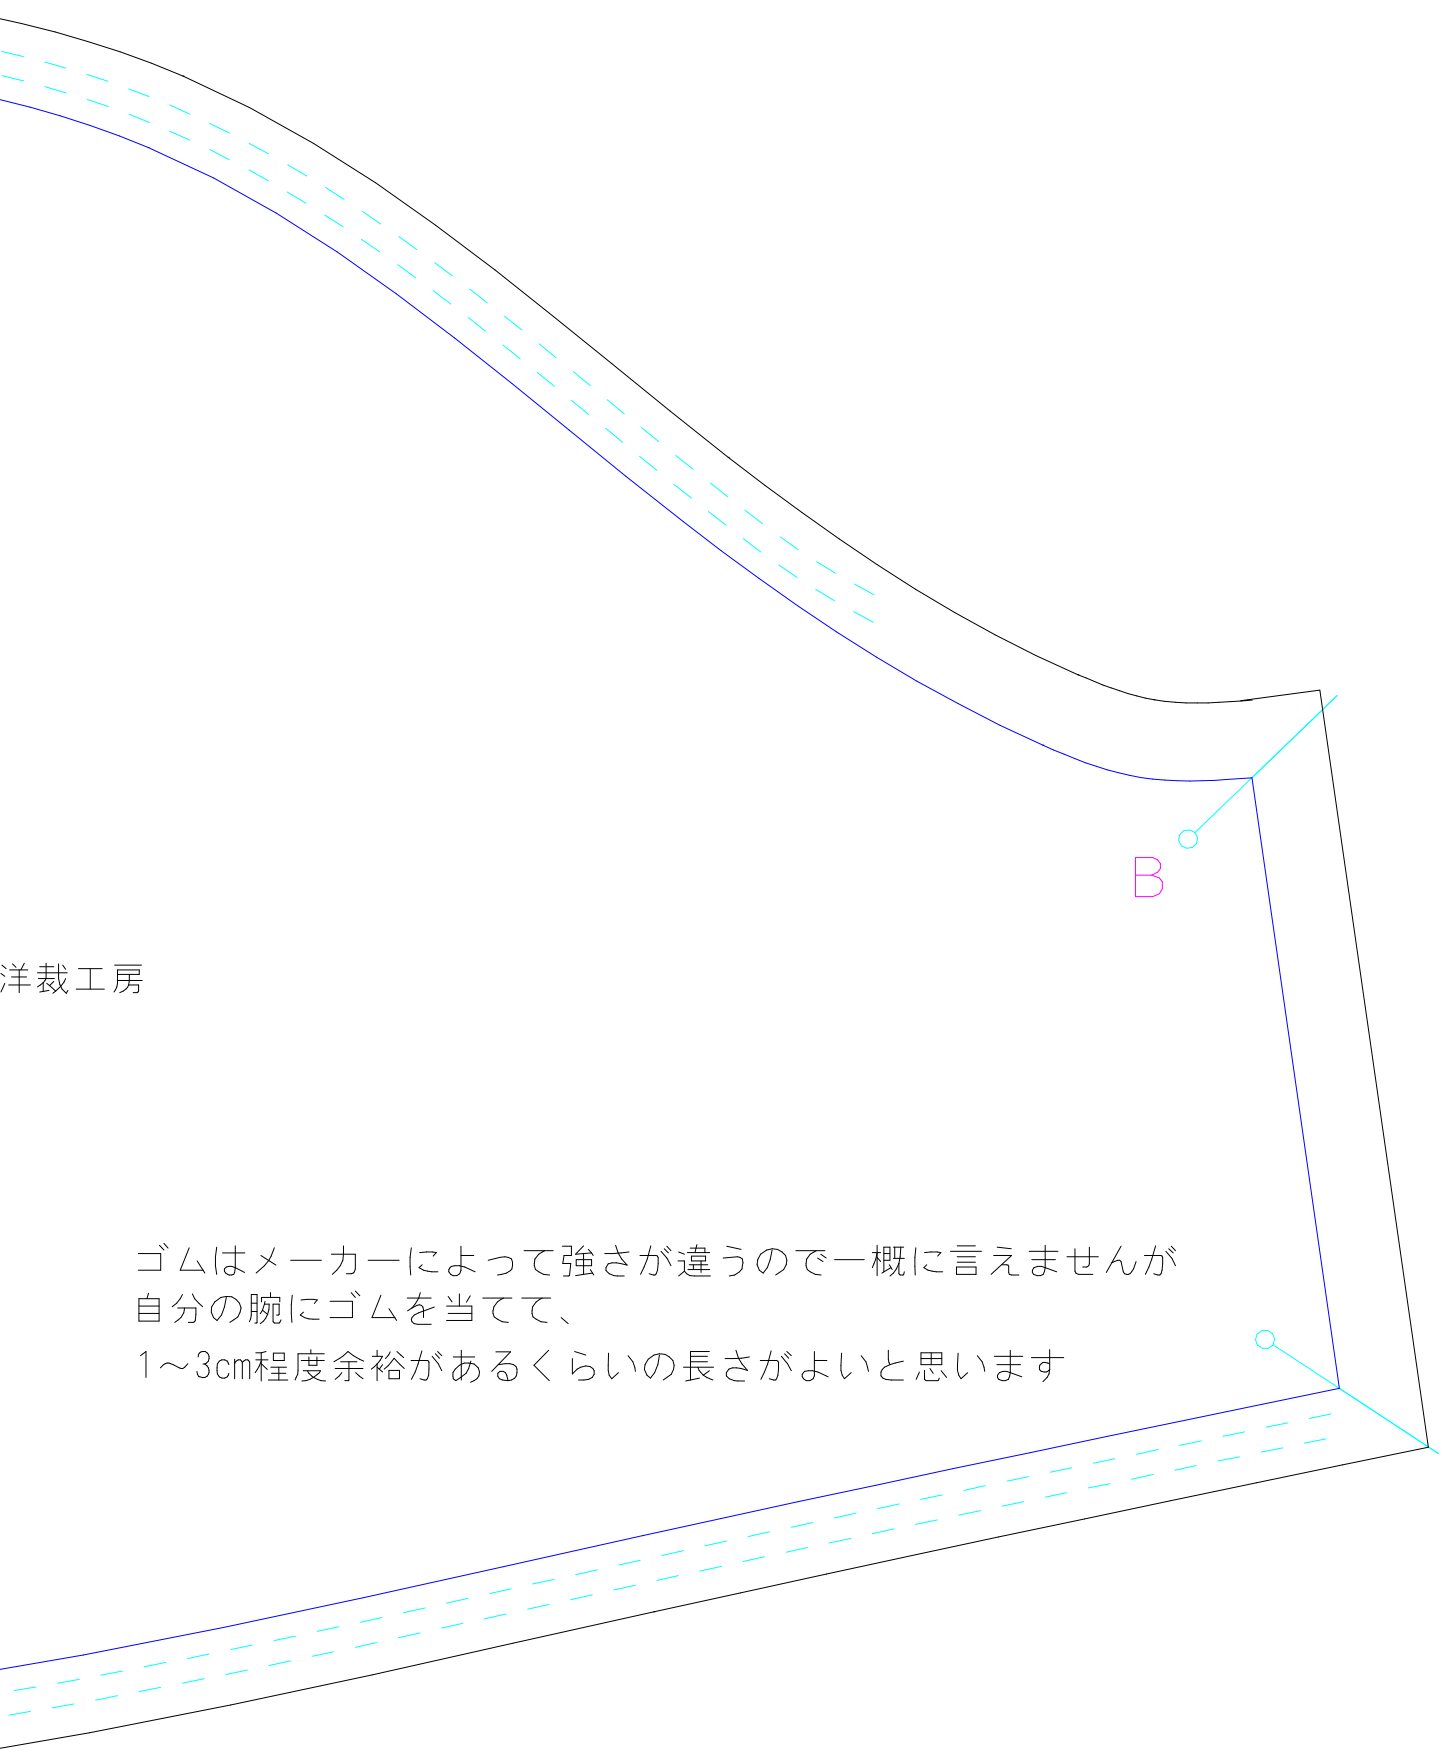 B
洋裁工房
ゴムはメーカーによって強さが違うので一概に言えませんが
自分の腕にゴムを当てて、
1～3cm程度余裕があるくらいの長さがよいと思います